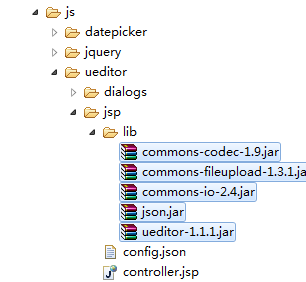 js
datepicker
jquery
ueditor
dialogs
jsp
lib
commons-codec-1.9.jar
commons-fileupload-1.3.1.ja
commons-io-2.4.jar
json.jar
ueditor-1.1.1.jar
config.json
controller.jsp